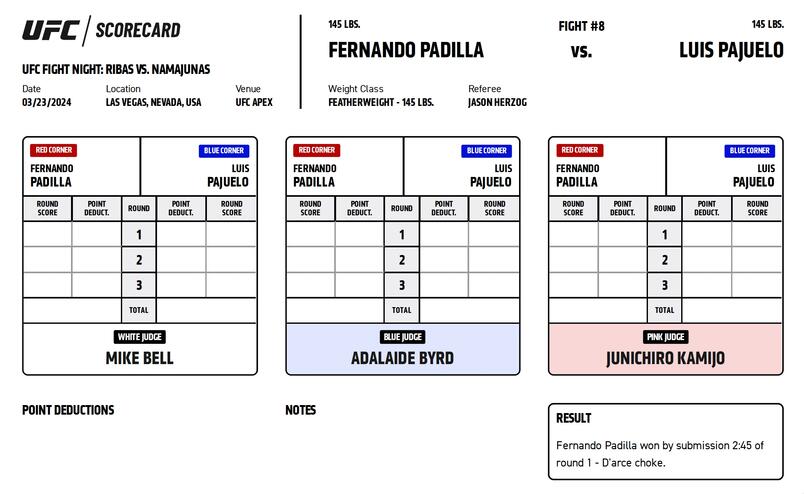 UFC / SCORECARD
UFC FIGHT NIGHT: RIBAS VS. NAMAJUNAS
Date
03/23/2024
Location
LAS VEGAS, NEVADA, USA
Venue
UFC APEX
145 LBS.
FERNANDO PADILLA
FIGHT #8
VS.
145 LBS.
LUIS PAJUELO
Weight Class
FEATHERWEIGHT - 145 LBS.
Referee
JASON HERZOG
RED CORNER
FERNANDO
PADILLA
BLUE CORNER
LUIS
PAJUELO
ROUND
SCORE
POINT
DEDUCT.
ROUND
POINT
DEDUCT.
ROUND
SCORE
1
2
3
TOTAL
WHITE JUDGE
MIKE BELL
RED CORNER
FERNANDO
PADILLA
BLUE CORNER
LUIS
PAJUELO
ROUND
SCORE
POINT
DEDUCT.
ROUND
POINT
DEDUCT.
ROUND
SCORE
1
2
3
TOTAL
BLUE JUDGE
ADALAIDE BYRD
RED CORNER
FERNANDO
PADILLA
BLUE CORNER
LUIS
PAJUELO
ROUND
SCORE
POINT
DEDUCT.
ROUND
POINT
DEDUCT.
ROUND
SCORE
1
2
3
TOTAL
PINK JUDGE
JUNICHIRO KAMIJO
POINT DEDUCTIONS
NOTES
RESULT
Fernando Padilla won by submission 2:45 of
round 1 - D'arce choke.